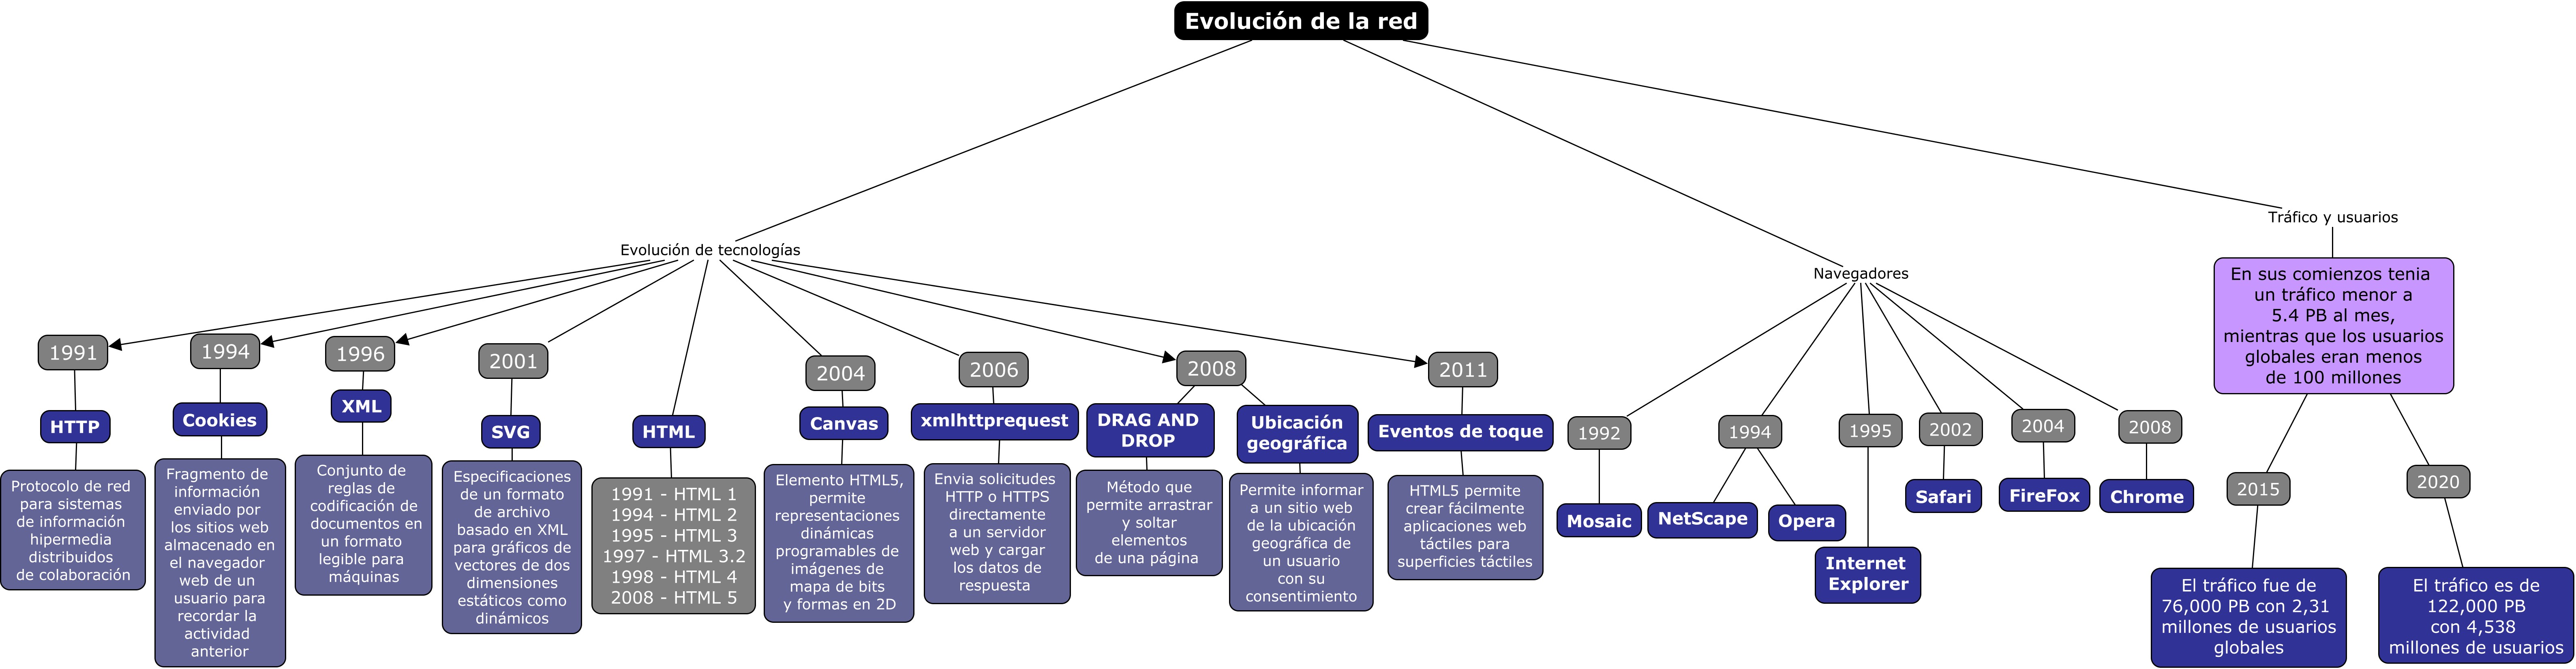 Evolución de la red
Evolución de tecnologías
1991
HTTP
Protocolo de red
para sistemas
de información
hipermedia
distribuidos
de colaboración
1994
Cookies
Fragmento de
información
enviado por
los sitios web
almacenado en
el navegador
web de un
usuario para
recordar la
actividad
anterior
1996
XML
Conjunto de
reglas de
codificación de
documentos en
un formato
legible para
máquinas
2001
SVG
Especificaciones
de un formato
de archivo
basado en XML
para gráficos de
vectores de dos
dimensiones
estáticos como
dinámicos
HTML
1991 - HTML 1
1994 - HTML 2
1995 - HTML 3
1997 - HTML 3.2
1998 - HTML 4
2008 - HTML 5
2004
Canvas
Elemento HTML5,
permite
representaciones
dinámicas
programables de
imágenes de
mapa de bits
y formas en 2D
2006
xmlhttprequest
Envia solicitudes
HTTP o HTTPS
directamente
a un servidor
web y cargar
los datos de
respuesta
2008
DRAG AND
DROP
Método que
permite arrastrar
y soltar
elementos
de una página
Ubicación
geográfica
Permite informar
a un sitio web
de la ubicación
geográfica de
un usuario
con su
consentimiento
2011
Eventos de toque
HTML5 permite
crear fácilmente
aplicaciones web
táctiles para
superficies táctiles
Navegadores
1992
Mosaic
1994
NetScape
Opera
1995
Internet
Explorer
2002
Safari
2004
FireFox
2008
Chrome
Tráfico y usuarios
En sus comienzos tenia
un tráfico menor a
5.4 PB al mes,
mientras que los usuarios
globales eran menos
de 100 millones
2015
El tráfico fue de
76,000 PB con 2,31
millones de usuarios
globales
2020
El tráfico es de
122,000 PB
con 4,538
millones de usuarios